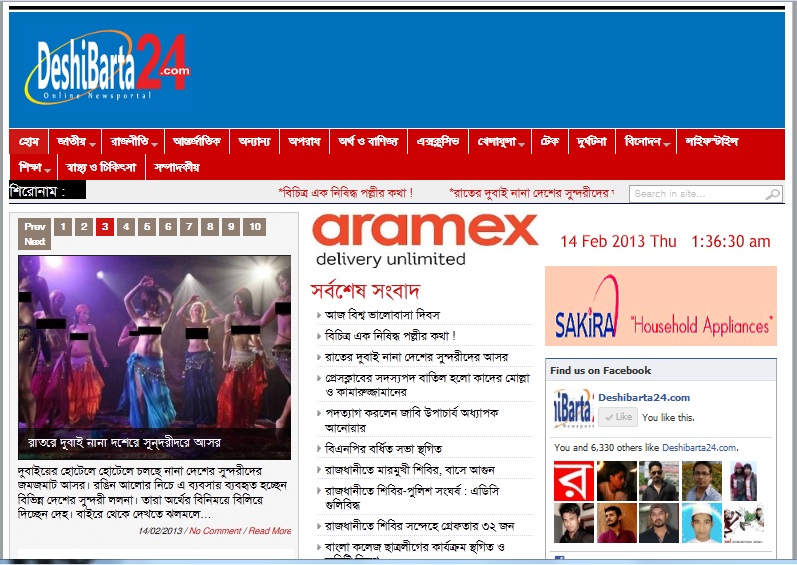 DeshiBarta24.com
Online Newsportal
হোম জাতীয় রাজনীতি আন্তর্জাতিক অন্যান্য অপরাধ অর্থ ও বাণিজ্য এক্সক্লুসিভ খেলাধুলা টেক দুর্ঘটনা বিনোদন লাইফস্টাইল
শিক্ষা স্বাস্থ্য ও চিকিৎসা সম্পাদকীয়
শিরোনাম : *বিচিত্র এক নিষিদ্ধ পল্লীর কথা ! *রাতের দুবাই নানা দেশের সুন্দরীদের Search in site...
Prev 1 2 3 4 5 6 7 8 9 10
Next
রাতরে দুবাই নানা দশেরে সুন্দরীদরে আসর
দুবাইয়ের হোটেলে হোটেলে চলছে নানা দেশের সুন্দরীদের
জমজমাট আসর। রঙিন আলোর নিচে এ ব্যবসায় ব্যবহৃত হচ্ছেন
বিভিন্ন দেশের সুন্দরী ললনা। তারা অর্থের বিনিময়ে বিলিয়ে
দিচ্ছেন দেহ। বাইরে থেকে দেখতে ঝলমলে...
14/02/2013 / No Comment / Read More
aramex
delivery unlimited
সর্বশেষ সংবাদ
আজ বিশ্ব ভালোবাসা দিবস
বিচিত্র এক নিষিদ্ধ পল্লীর কথা !
রাতের দুবাই নানা দেশের সুন্দরীদের আসর
প্রেসক্লাবের সদস্যপদ বাতিল হলো কাদের মোল্লা
ও কামারুজ্জামানের
পদত্যাগ করলেন জাবি উপাচার্য অধ্যাপক
আনোয়ার
বিএনপির বর্ধিত সভা স্থগিত
রাজধানীতে মারমুখী শিবির, বাসে আগুন
রাজধানীতে শিবির-পুলিশ সংঘর্ষ : এডিসি
গুলিবিদ্ধ
রাজধানীতে শিবির সন্দেহে গ্রেফতার ৩২ জন
বাংলা কলেজ ছাত্রলীগের কার্যক্রম স্থগিত ও
14 Feb 2013 Thu 1:36:30 am
SAKIRA "Household Appliances"
Find us on Facebook
iBarta
Deshibarta24.com
Like You like this.
You and 6,330 others like Deshibarta24.com.
র